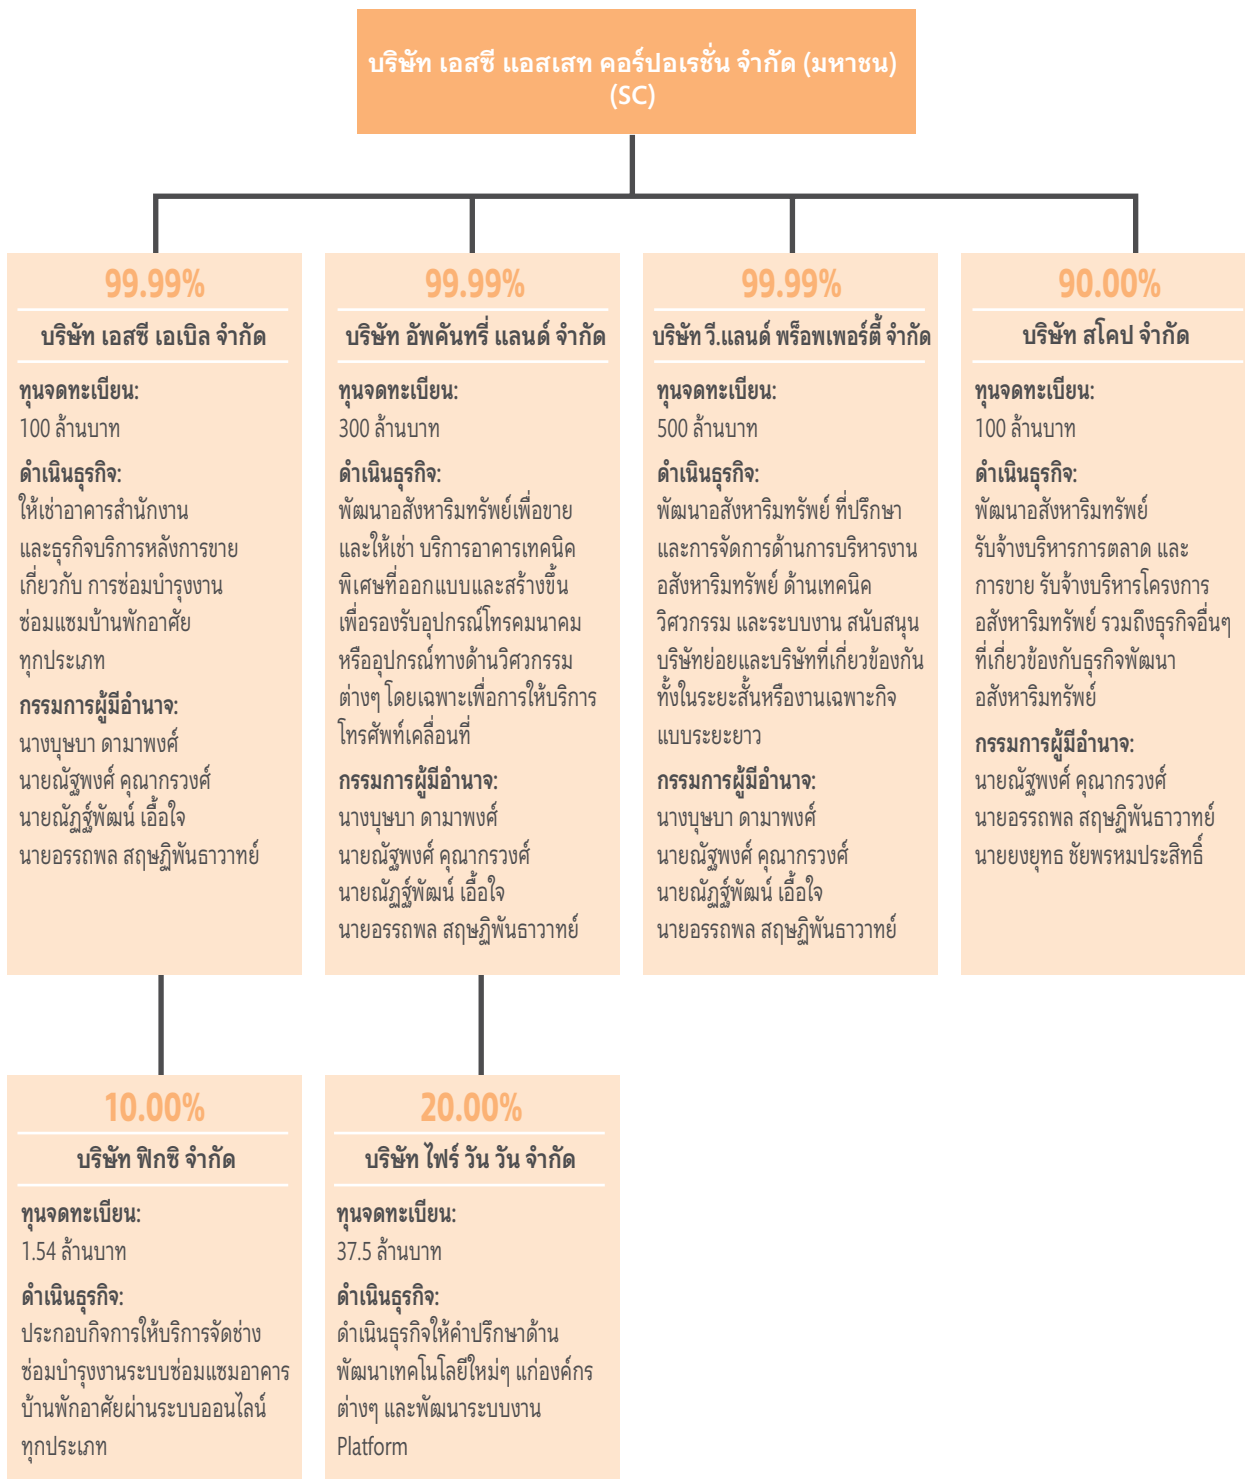 บริษัท เอสซี แอสเสท คอร์ปอเรชั่น จำกัด (มหาชน)
(SC)
99.99%
บริษัท เอสซี เอเบิล จำกัด
ทุนจดทะเบียน:
100 ล้านบาท
ดำเนินธุรกิจ:
ให้เช่าอาคารสำนักงาน
และธุรกิจบริการหลังการขาย
เกี่ยวกับ การซ่อมบำรุงงาน
ซ่อมแซมบ้านพักอาศัย
ทุกประเภท
กรรมการผู้มีอำนาจ:
นางบุษบา ดามาพงศ์
นายณัฐพงศ์ คุณากรวงศ์
นายณัฏฐ์พัฒน์ เอื้อใจ
นายอรรถพล สฤษฏิพันธาวาทย์
99.99%
บริษัท อัพคันทรี่ แลนด์ จำกัด
ทุนจดทะเบียน:
300 ล้านบาท
ดำเนินธุรกิจ:
พัฒนาอสังหาริมทรัพย์เพื่อขาย
และให้เช่า บริการอาคารเทคนิค
พิเศษที่ออกแบบและสร้างขึ้น
เพื่อรองรับอุปกรณ์โทรคมนาคม
หรืออุปกรณ์ทางด้านวิศวกรรม
ต่างๆ โดยเฉพาะเพื่อการให้บริการ
โทรศัพท์เคลื่อนที่
กรรมการผู้มีอำนาจ:
นางบุษบา ดามาพงศ์
นายณัฐพงศ์ คุณากรวงศ์
นายณัฏฐ์พัฒน์ เอื้อใจ
นายอรรถพล สฤษฏิพันธาวาทย์
99.99%
บริษัท วี.แลนด์ พร็อพเพอร์ตี้ จำกัด
ทุนจดทะเบียน:
500 ล้านบาท
ดำเนินธุรกิจ:
พัฒนาอสังหาริมทรัพย์ ที่ปรึกษา
และการจัดการด้านการบริหารงาน
อสังหาริมทรัพย์ ด้านเทคนิค
วิศวกรรม และระบบงาน สนับสนุน
บริษัทย่อยและบริษัทที่เกี่ยวข้องกัน
ทั้งในระยะสั้นหรืองานเฉพาะกิจ
แบบระยะยาว
กรรมการผู้มีอำนาจ:
นางบุษบา ดามาพงศ์
นายณัฐพงศ์ คุณากรวงศ์
นายณัฏฐ์พัฒน์ เอื้อใจ
นายอรรถพล สฤษฏิพันธาวาทย์
90.00%
บริษัท สโคป จำกัด
ทุนจดทะเบียน:
100 ล้านบาท
ดำเนินธุรกิจ:
พัฒนาอสังหาริมทรัพย์
รับจ้างบริหารการตลาด และ
การขาย รับจ้างบริหารโครงการ
อสังหาริมทรัพย์ รวมถึงธุรกิจอื่นๆ
ที่เกี่ยวข้องกับธุรกิจพัฒนา
อสังหาริมทรัพย์
กรรมการผู้มีอำนาจ:
นายณัฐพงศ์ คุณากรวงศ์
นายอรรถพล สฤษฏิพันธาวาทย์
นายยงยุทธ ชัยพรหมประสิทธิ์
10.00%
บริษัท ฟิกซิ จำกัด
ทุนจดทะเบียน:
1.54 ล้านบาท
ดำเนินธุรกิจ:
ประกอบกิจการให้บริการจัดช่าง
ซ่อมบำรุงงานระบบซ่อมแซมอาคาร
บ้านพักอาศัยผ่านระบบออนไลน์
ทุกประเภท
20.00%
บริษัท ไฟร์ วัน วัน จำกัด
ทุนจดทะเบียน:
37.5 ล้านบาท
ดำเนินธุรกิจ:
ดำเนินธุรกิจให้คำปรึกษาด้าน
พัฒนาเทคโนโลยีใหม่ๆ แก่องค์กร
ต่างๆ และพัฒนาระบบงาน
Platform